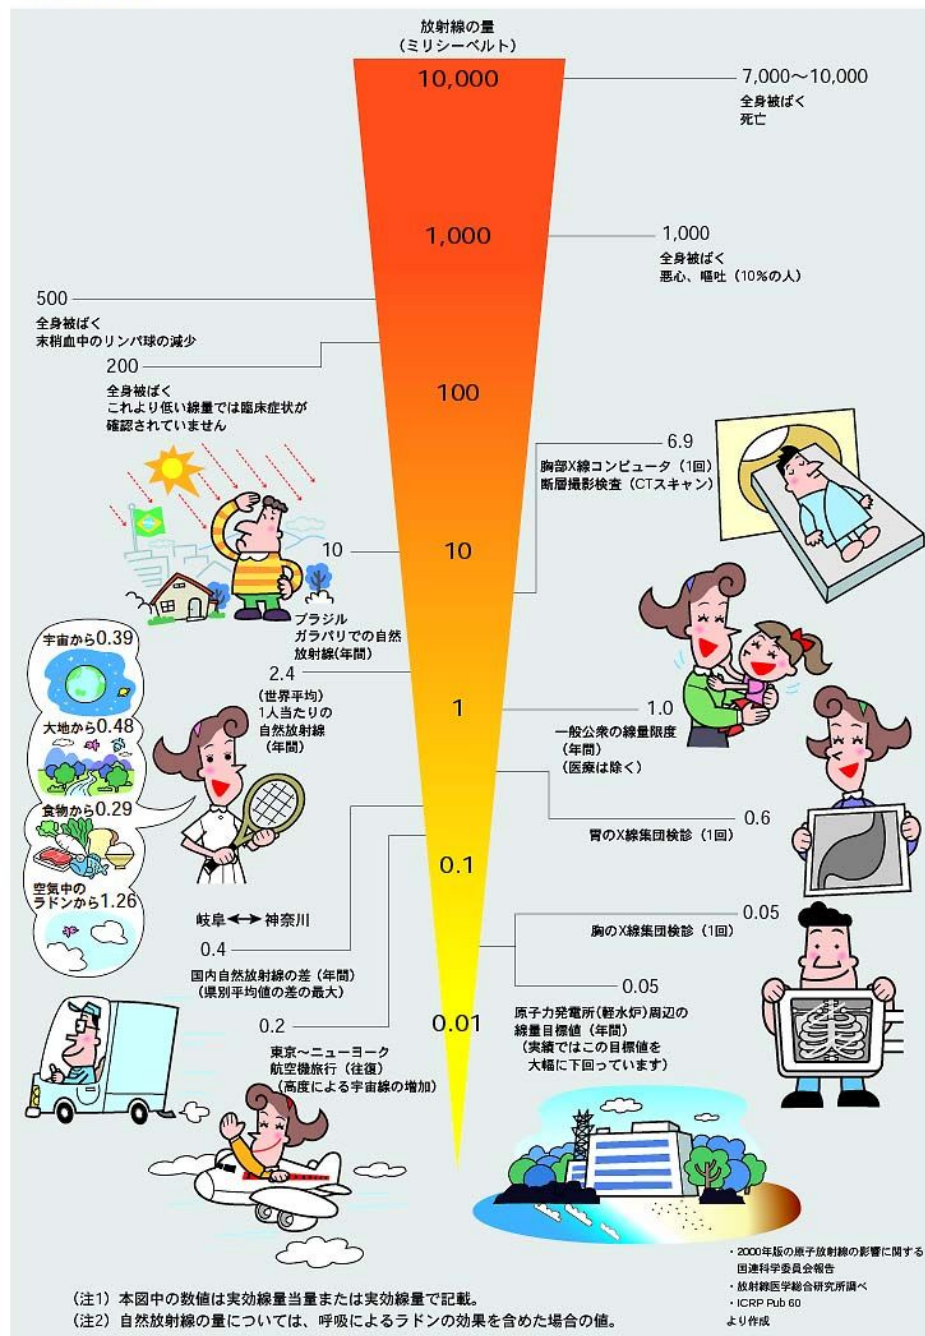 放射線の量
（ミリシーベルト）
10,000
7,000～10,000
全身被ばく
死亡
1,000
1,000
全身被ばく
悪心、嘔吐（10%の人）
500
全身被ばく
末梢血中のリンパ球の減少
200
全身被ばく
これより低い線量では臨床症状が
確認されていません
100
6.9
胸部X線コンピュータ（1回）
断層撮影検査（CTスキャン）
10
10
ブラジル
ガラパリでの自然
放射線(年間)
宇宙から0.39
大地から0.48
食物から0.29
空気中の
ラドンから1.26
2.4
(世界平均)
1人当たりの
自然放射線
（年間）
1
1.0
一般公衆の線量限度
（年間）
（医療は除く）
0.6
胃のX線集団検診（1回）
0.1
岐阜↔神奈川
0.4
国内自然放射線の差（年間）
（県別平均値の差の最大）
0.05
胸のX線集団検診（1回）
0.05
原子力発電所（軽水炉）周辺の
線量目標値（年間）
（実績ではこの目標値を
大幅に下回っています）
0.01
0.2
東京～ニューヨーク
航空機旅行（往復）
（高度による宇宙線の増加）
・2000年版の原子放射線の影響に関する
国連科学委員会報告
・放射線医学総合研究所調べ
・ICRP Pub 60
より作成
（注1）本図中の数値は実効線量当量または実効線量で記載。
（注2）自然放射線の量については、呼吸によるラドンの効果を含めた場合の値。